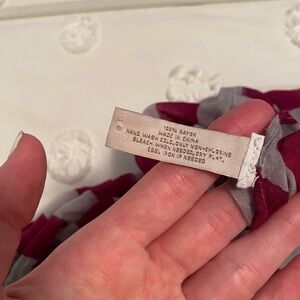 100% RAYON
MADE IN CHINA
HAND WASH COLD, ONLY NON-CHLORINE
BLEACH WHEN NEEDED, DRY FLAT,
COOL IRON IF NEEDED